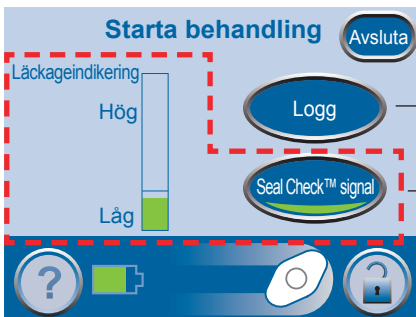 Starta behandling
Avsluta
Läckageindikering
Hög
Logg
Seal Check™ signal
Låg
?